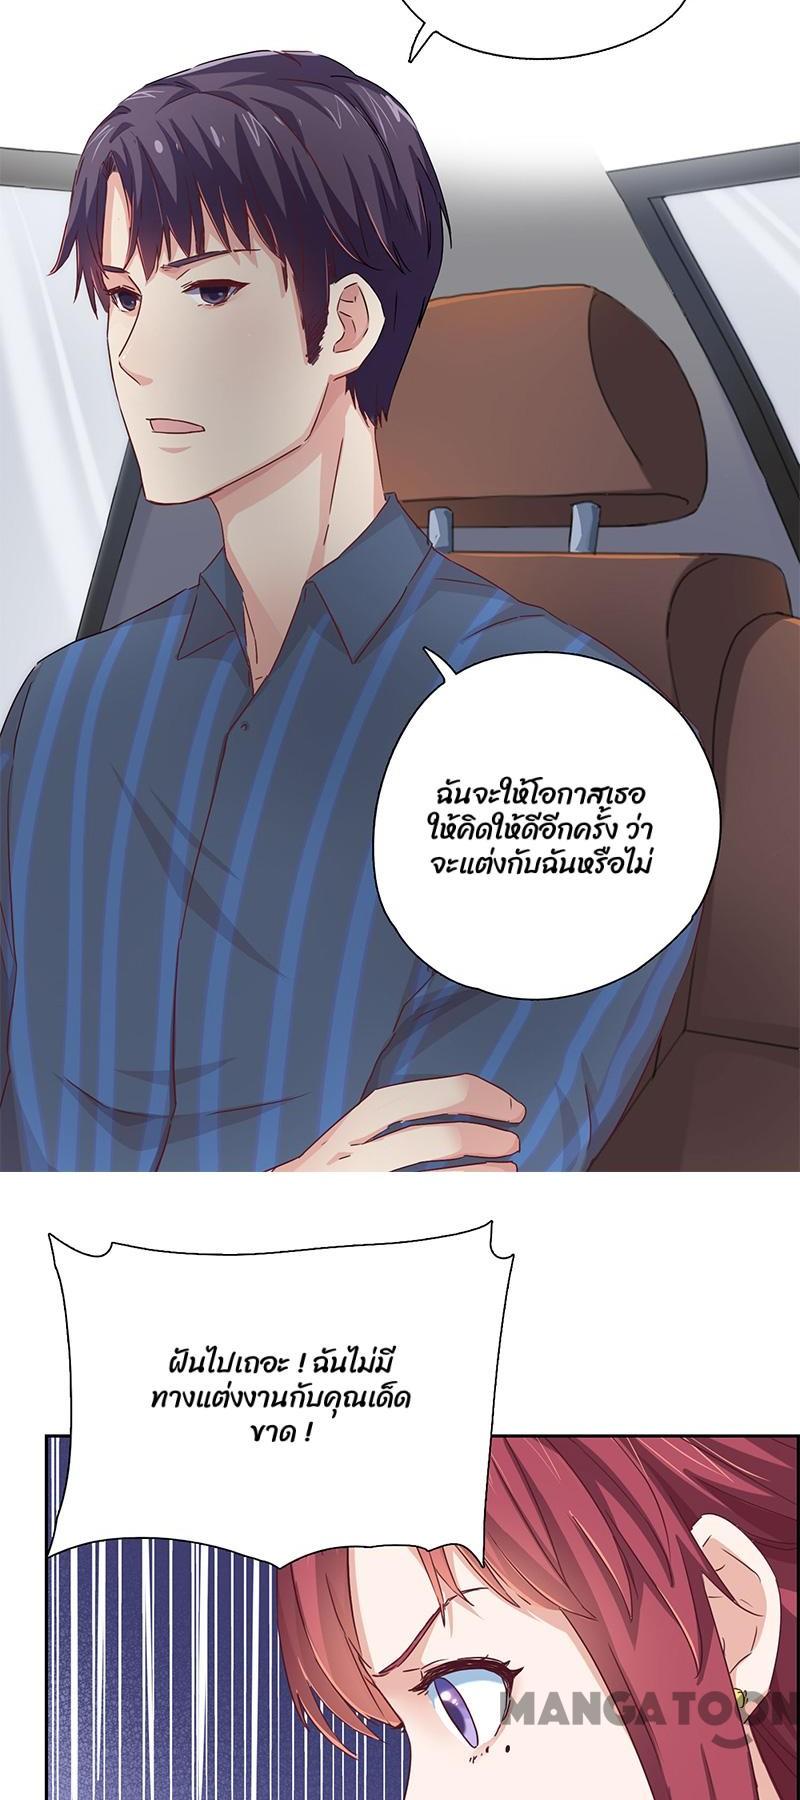 ฉันจะให้โอกาสเธอ
ให้คิดให้ดีอีกครั้ง ว่า
จะแต่งกับฉันหรือไม่
ฝันไปเถอะ ! ฉันไม่มี
ทางแต่งงานกับคุณเด็ด
ขาด !
MANGATOON